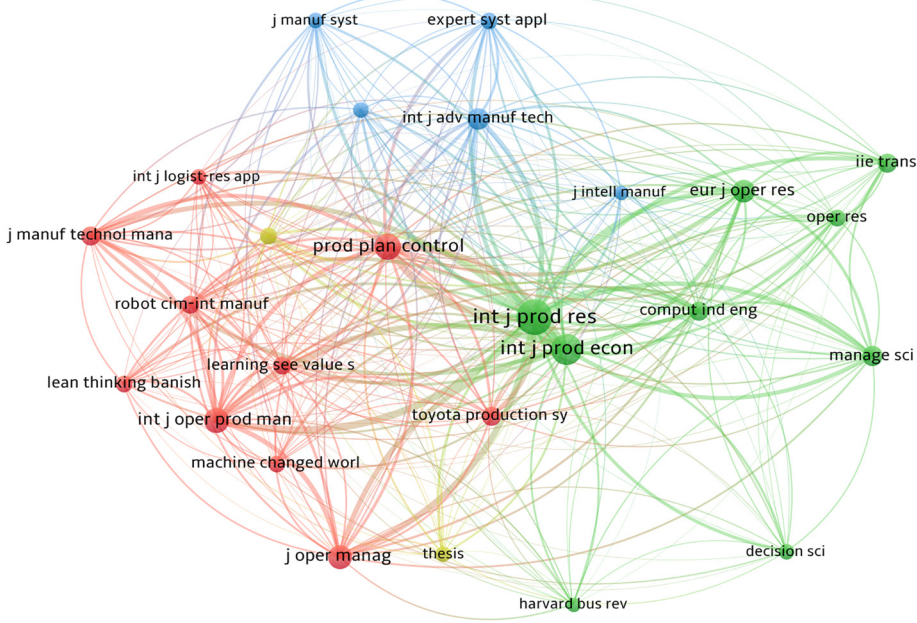 j manuf syst
expert syst appl
int j adv manuf tech
iie trans
int j logist-res app
j intell manuf
eur j oper res
oper res
j manuf technol mana
prod plan control
robot cim-int manuf
int j prod res
comput ind eng
int j prod econ
manage sci
learning see value s
lean thinking banish
int j oper prod man
toyota production sy
machine changed worl
j oper manag
thesis
decision sci
harvard bus rev